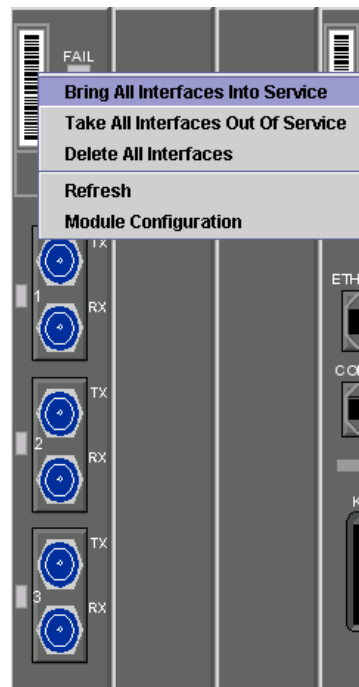 FAIL
Bring All Interfaces Into Service
Take All Interfaces Out Of Service
Delete All Interfaces
Refresh
Module Configuration
TX
1
RX
ETH
TX
CO
2
RX
K
TX
3
RX